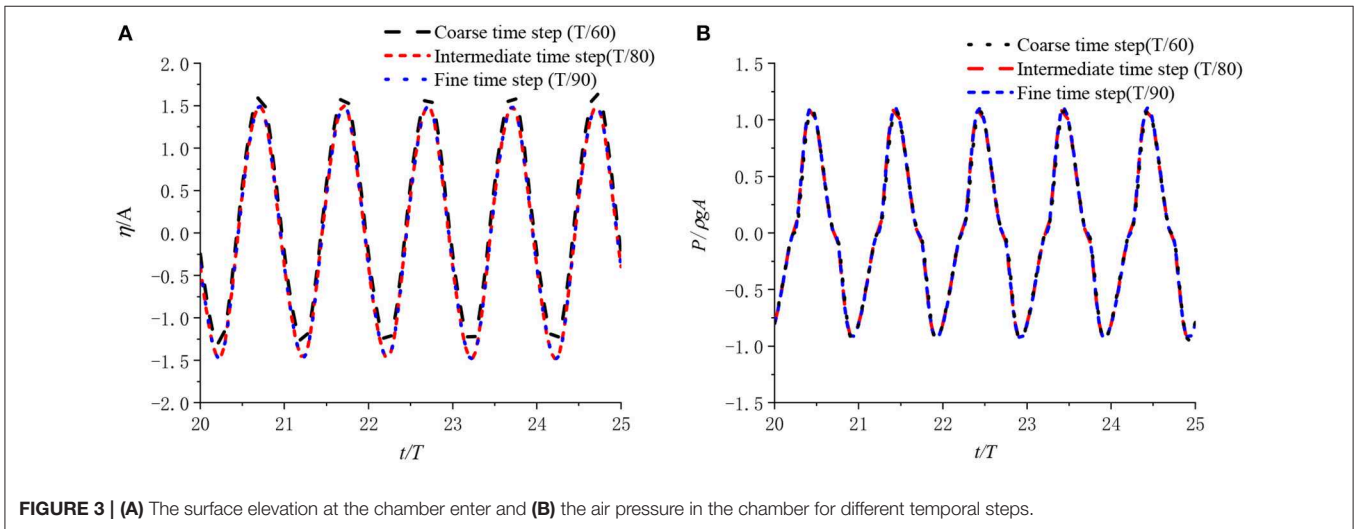 A
Coarse time step (T/60)
Intermediate time step(T/80)
Fine time step (T/90)
2.0
1.5
1.0
0.5
0.0
-0.5
-1.0
-1.5
-2.0
η/A
20 21 22 23 24 25
t/T
B
Coarse time step(T/60)
Intermediate time step (T/80)
Fine time step(T/90)
1.5
1.0
0.5
0.0
-0.5
-1.0
-1.5
P/ρgA
20 21 22 23 24 25
t/T
FIGURE 3 | (A) The surface elevation at the chamber enter and (B) the air pressure in the chamber for different temporal steps.